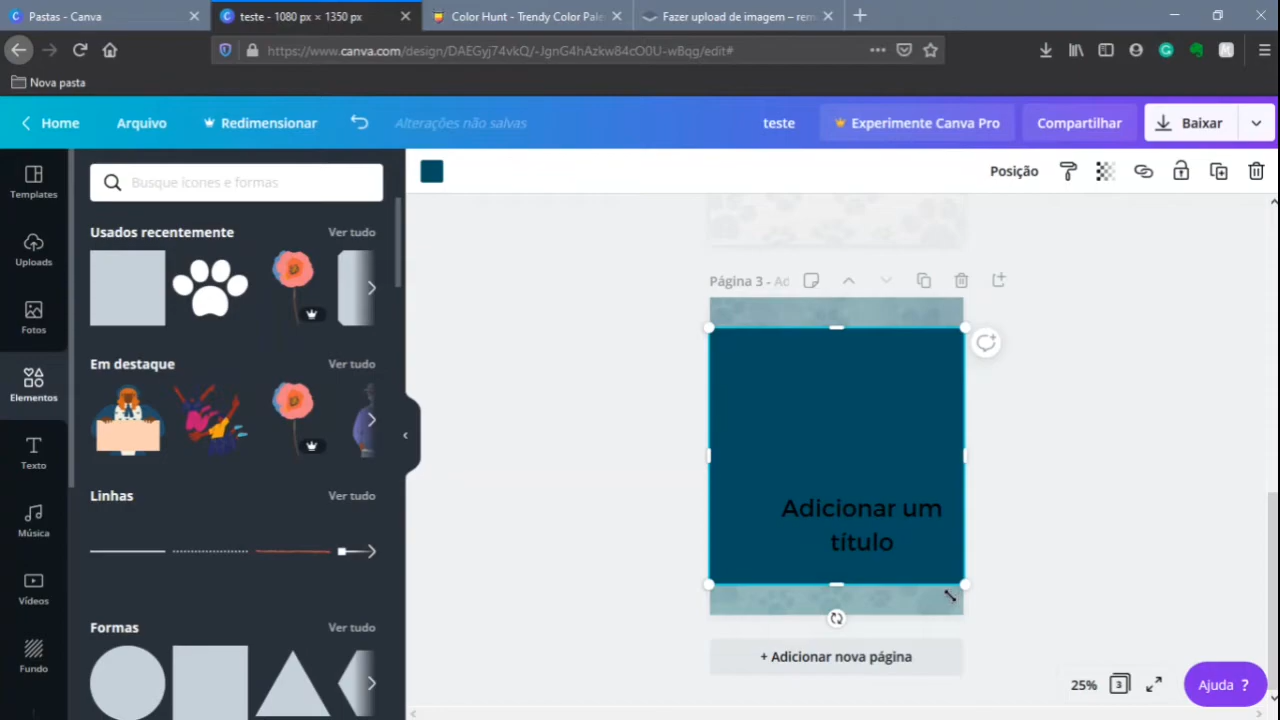 Pastas - Canva
teste - 1080 px × 1350 px
Color Hunt - Trendy Color Pale
Fazer upload de imagem – rem
https://www.canva.com/design/DAEGyj74vkQ/-JgnG4hAzkw84cO0U-wBqg/edit#
Nova pasta
Home
Arquivo
Redimensionar
Alterações não salvas
teste
Experimente Canva Pro
Compartilhar
Baixar
Templates
Uploads
Fotos
Elementos
Texto
Música
Vídeos
Fundo
Busque ícones e formas
Usados recentemente
Ver tudo
Em destaque
Ver tudo
Linhas
Ver tudo
Formas
Ver tudo
Posição
Página 3 - Ad
Adicionar um
título
+ Adicionar nova página
25%
3
Ajuda ?